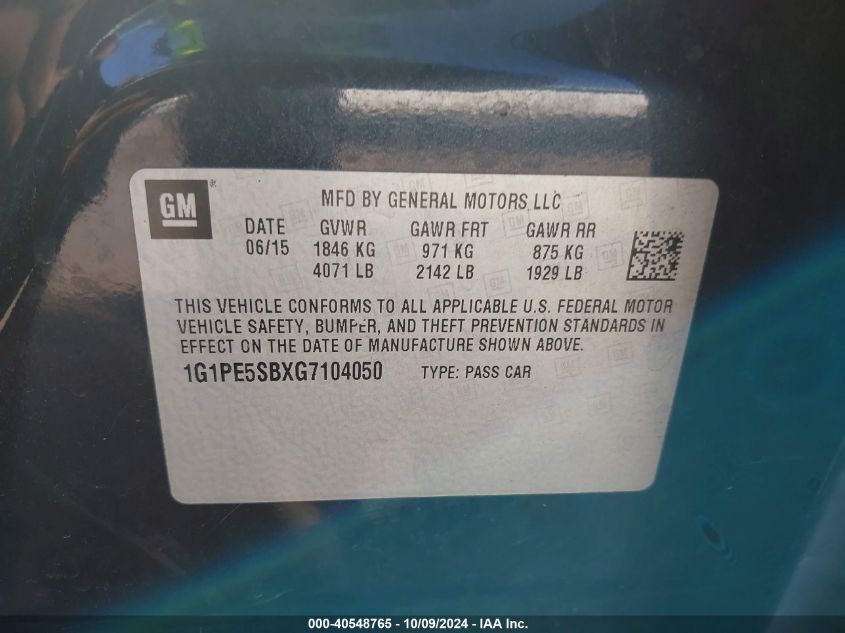 GM
MFD BY GENERAL MOTORS LLC
DATE GVWR GAWR FRT GAWR RR
06/15 1846 KG 971 KG 875 KG
4071 LB 2142 LB 1929 LB
THIS VEHICLE CONFORMS TO ALL APPLICABLE U.S. FEDERAL MOTOR
VEHICLE SAFETY, BUMPER, AND THEFT PREVENTION STANDARDS IN
EFFECT ON THE DATE OF MANUFACTURE SHOWN ABOVE.
1G1PE5SBXG7104050 TYPE: PASS CAR
000-40548765 - 10/09/2024 - IAA Inc.